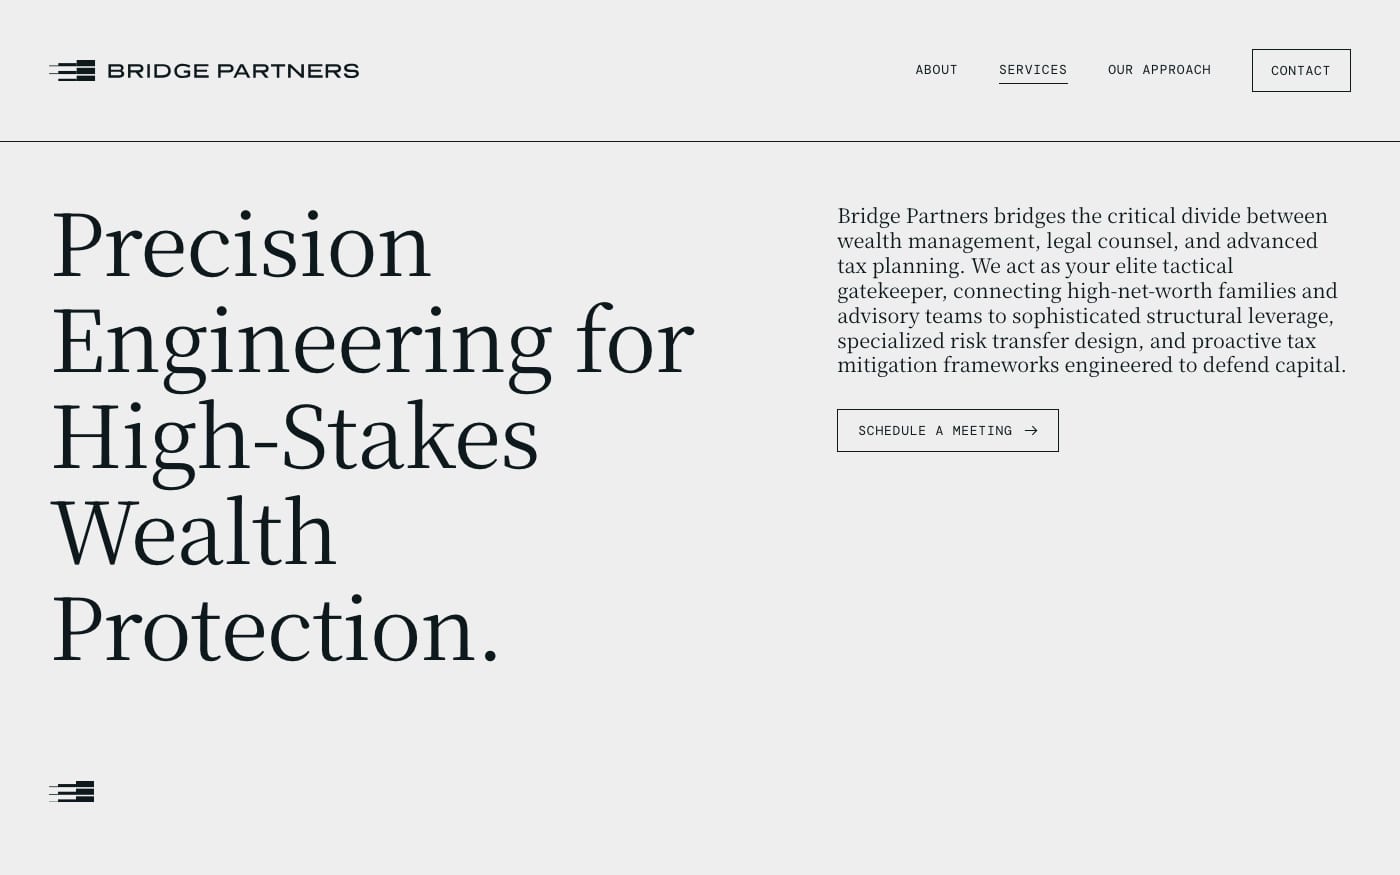 BRIDGE PARTNERS
ABOUT
SERVICES
OUR APPROACH
CONTACT
Precision
Engineering for
High-Stakes
Wealth
Protection.
Bridge Partners bridges the critical divide between
wealth management, legal counsel, and advanced
tax planning. We act as your elite tactical
gatekeeper, connecting high-net-worth families and
advisory teams to sophisticated structural leverage,
specialized risk transfer design, and proactive tax
mitigation frameworks engineered to defend capital.
SCHEDULE A MEETING →